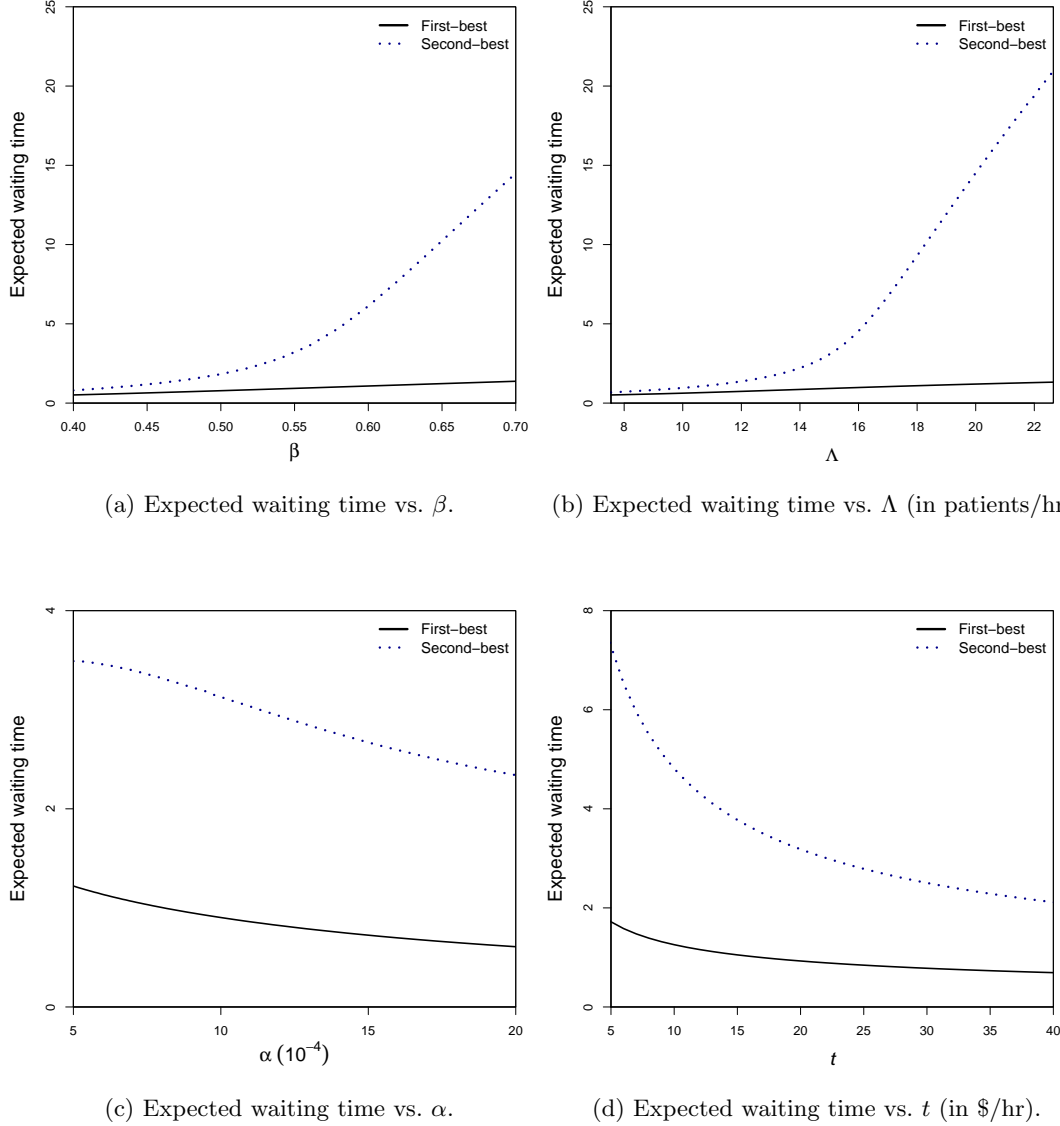 25
20
15
10
5
0
Expected waiting time
First−best
Second−best
0.40 0.45 0.50 0.55 0.60 0.65 0.70
β
(a) Expected waiting time vs. β.
25
20
15
10
5
0
Expected waiting time
First−best
Second−best
8 10 12 14 16 18 20 22
Λ
(b) Expected waiting time vs. Λ (in patients/h
4
2
0
Expected waiting time
First−best
Second−best
5 10 15 20
α (10⁻⁴)
(c) Expected waiting time vs. α.
8
6
4
2
0
Expected waiting time
First−best
Second−best
5 10 15 20 25 30 35 40
t
(d) Expected waiting time vs. t (in $/hr).